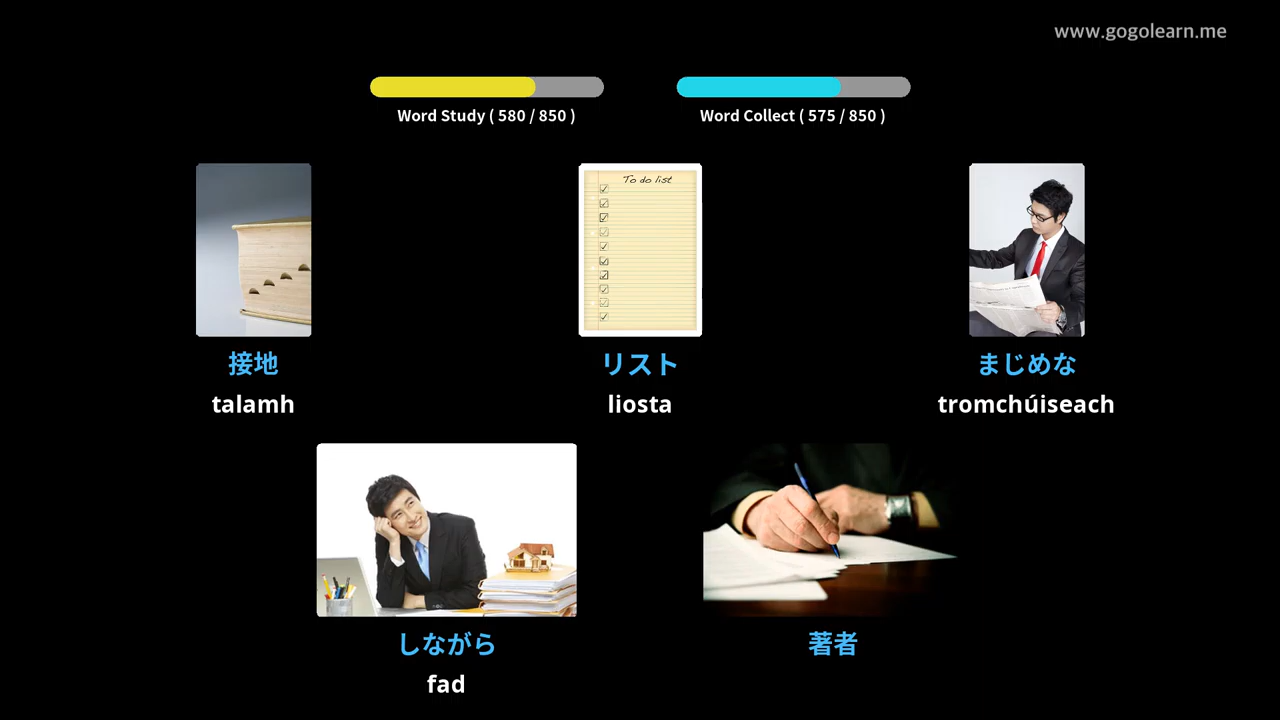 www.gogolearn.me
Word Study ( 580 / 850 )
Word Collect ( 575 / 850 )
To do list
接地
リスト
まじめな
talamh
liosta
tromchúiseach
しながら
著者
fad